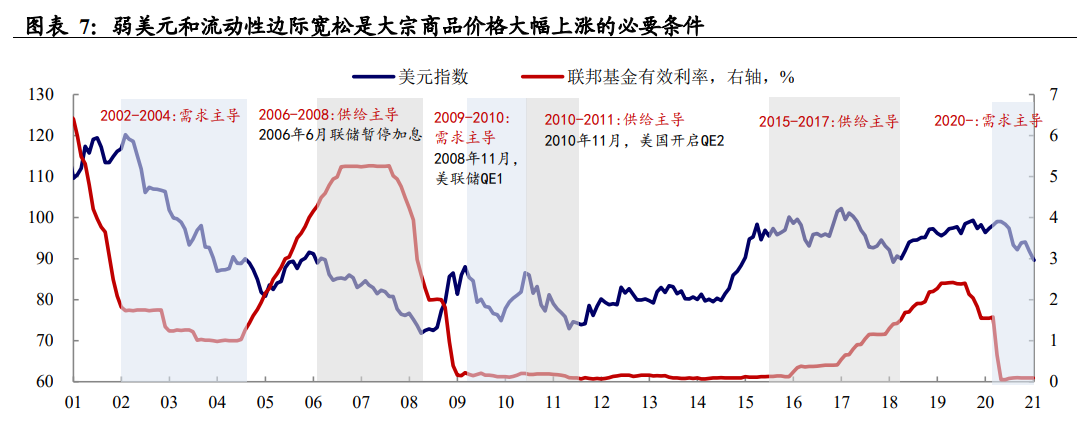 图表 7：弱美元和流动性边际宽松是大宗商品价格大幅上涨的必要条件
美元指数
联邦基金有效利率，右轴，%
130
120
110
100
90
80
70
60
7
6
5
4
3
2
1
0
2002-2004:需求主导
2006-2008:供给主导
2006年6月联储暂停加息
2009-2010:
需求主导
2008年11月，
美联储QE1
2010-2011:供给主导
2010年11月，美国开启QE2
2015-2017:供给主导
2020-:需求主导
01 02 03 04 05 06 07 08 09 10 11 12 13 14 15 16 17 18 19 20 21